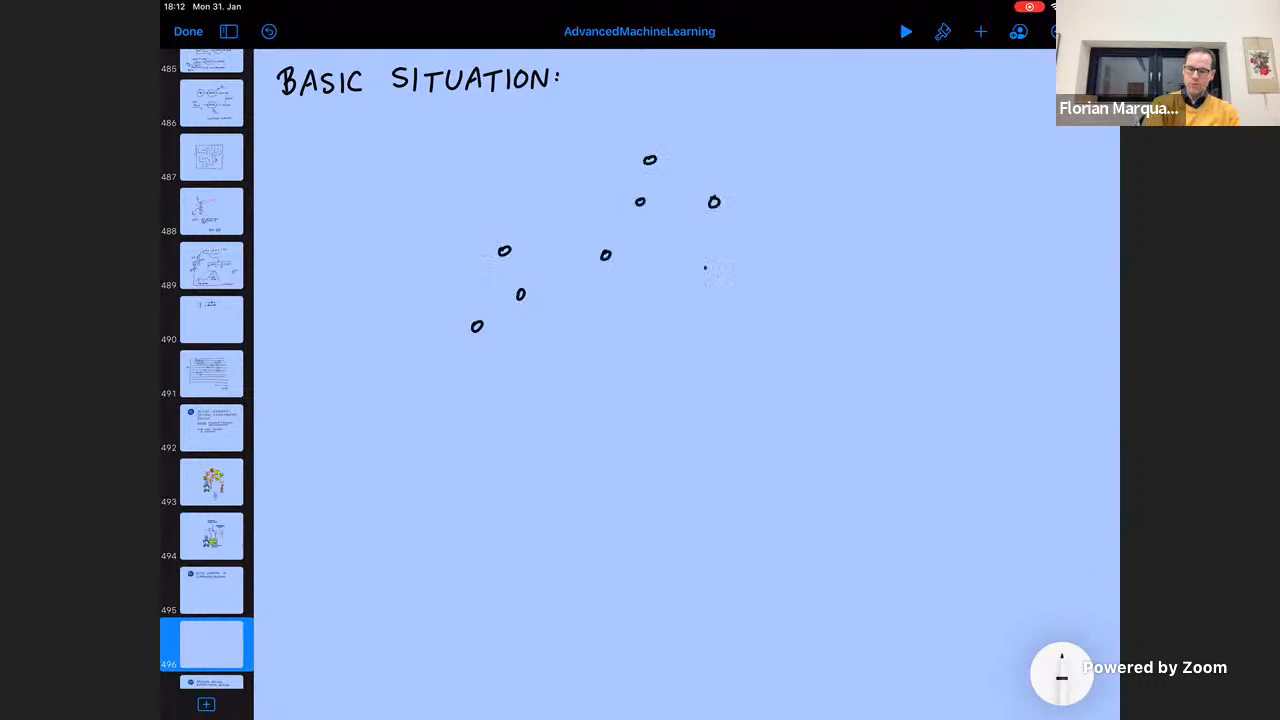 18:12 Mon 31. Jan
Done
AdvancedMachineLearning
BASIC SITUATION:
Florian Marqua...
485
486
487
488
489
490
491
492
493
494
495
496
Powered by Zoom